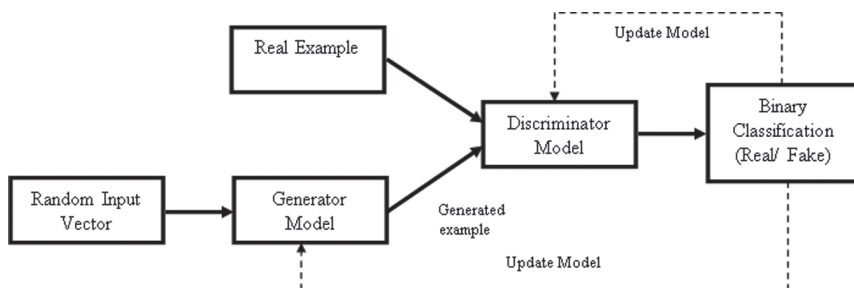 Update Model
Real Example
Binary
Classification
(Real/ Fake)
Discriminator
Model
Random Input
Vector
Generator
Model
Generated
example
Update Model